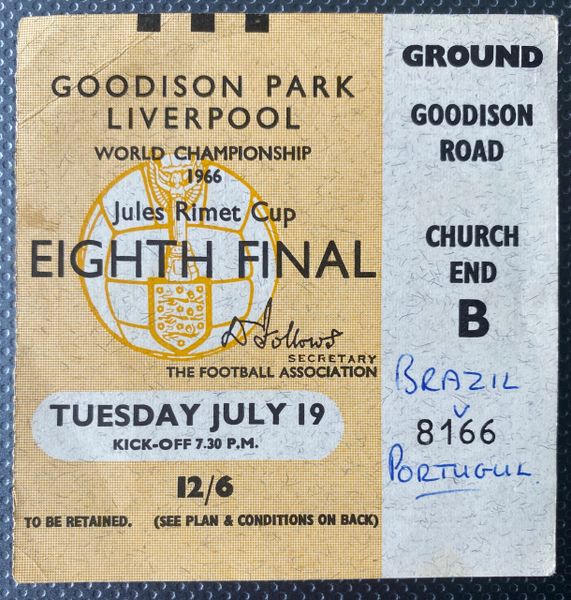 GOODISON PARK
LIVERPOOL
WORLD CHAMPIONSHIP
1966
Jules Rimet Cup
EIGHTH FINAL
D Follows
SECRETARY
THE FOOTBALL ASSOCIATION
TUESDAY JULY 19
KICK-OFF 7.30 P.M.
12/6
TO BE RETAINED. (SEE PLAN & CONDITIONS ON BACK)
GROUND
GOODISON
ROAD
CHURCH
END
B
BRAZIL
v
8166
PORTUGUL.